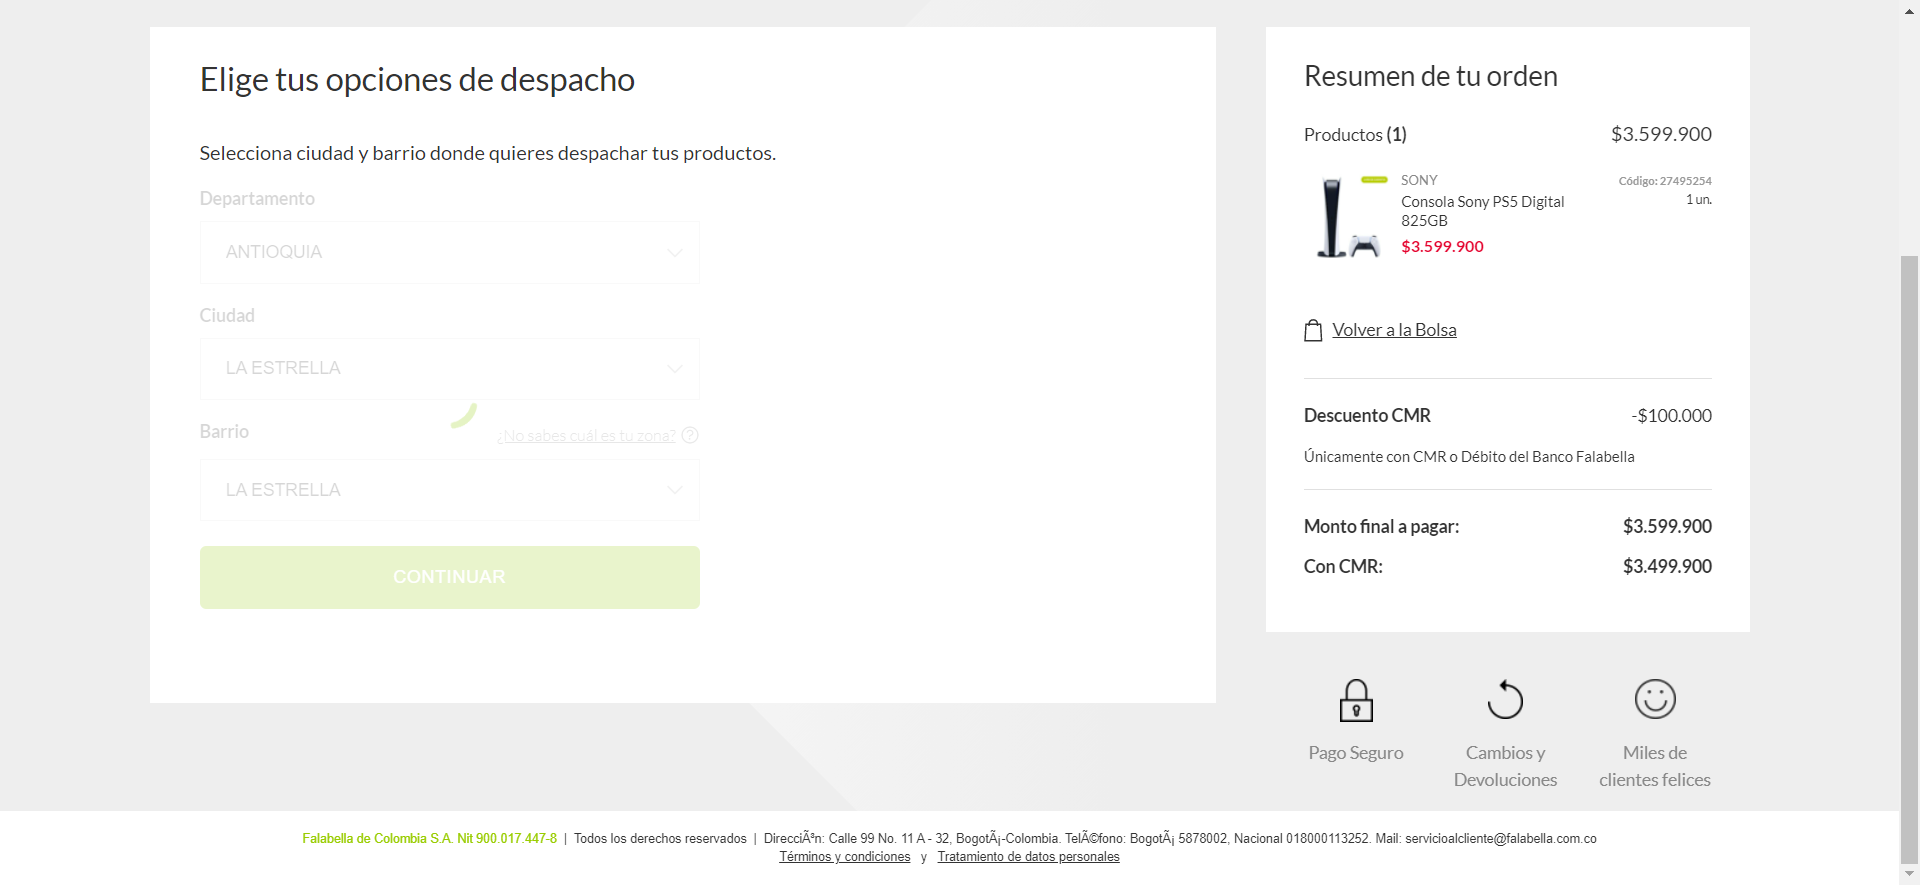 Elige tus opciones de despacho
Selecciona ciudad y barrio donde quieres despachar tus productos.
Departamento
ANTIOQUIA
Ciudad
LA ESTRELLA
Barrio
¿No sabes cuál es tu zona? ?
LA ESTRELLA
CONTINUAR
Resumen de tu orden
Productos (1) $3.599.900
SONY Código: 27495254
Consola Sony PS5 Digital 1 un.
825GB
$3.599.900
Volver a la Bolsa
Descuento CMR -$100.000
Únicamente con CMR o Débito del Banco Falabella
Monto final a pagar: $3.599.900
Con CMR: $3.499.900
Pago Seguro
Cambios y
Devoluciones
Miles de
clientes felices
Falabella de Colombia S.A. Nit 900.017.447-8 | Todos los derechos reservados | DirecciÃ³n: Calle 99 No. 11 A - 32, BogotÃ¡-Colombia. TelÃ©fono: BogotÃ¡ 5878002, Nacional 018000113252. Mail: servicioalcliente@falabella.com.co
Términos y condiciones y Tratamiento de datos personales